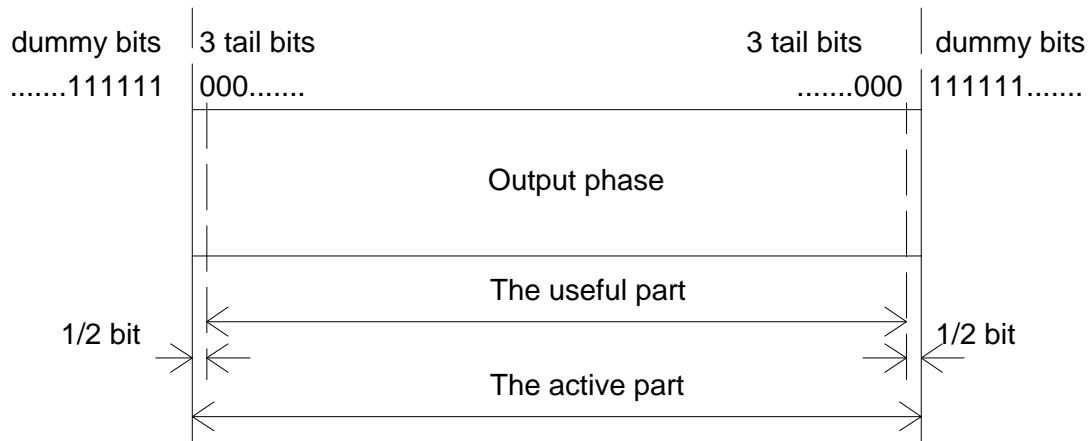 dummy bits 3 tail bits 3 tail bits dummy bits
.......111111 000....... .......000 111111.......
Output phase
The useful part
1/2 bit 1/2 bit
The active part